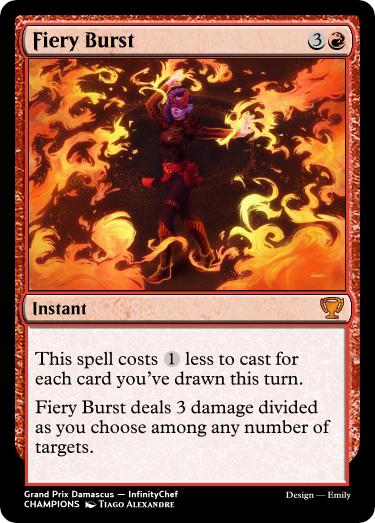 Fiery Burst 3
Instant
This spell costs 1 less to cast for
each card you've drawn this turn.
Fiery Burst deals 3 damage divided
as you choose among any number of
targets.
Grand Prix Damascus — InfinityChef
CHAMPIONS Tiago Alexandre
Design — Emily